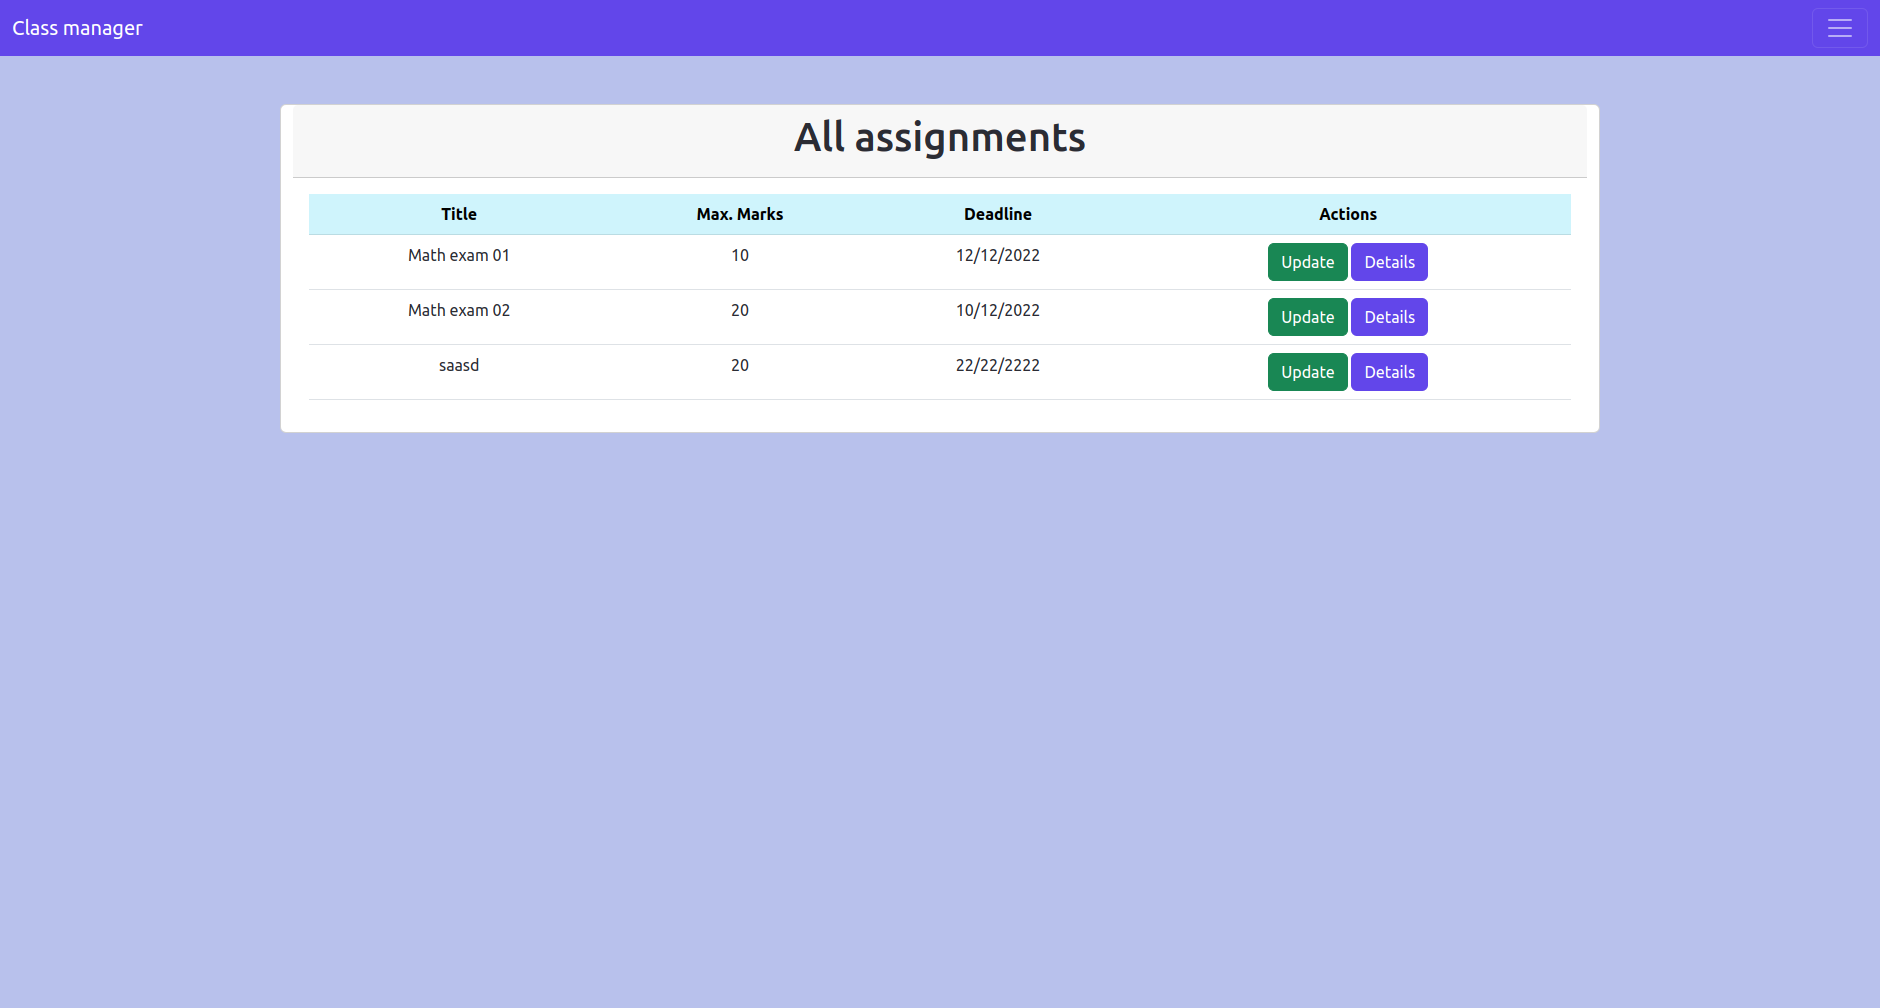 Class manager
All assignments
Title Max. Marks Deadline Actions
Math exam 01 10 12/12/2022 Update Details
Math exam 02 20 10/12/2022 Update Details
saasd 20 22/22/2222 Update Details